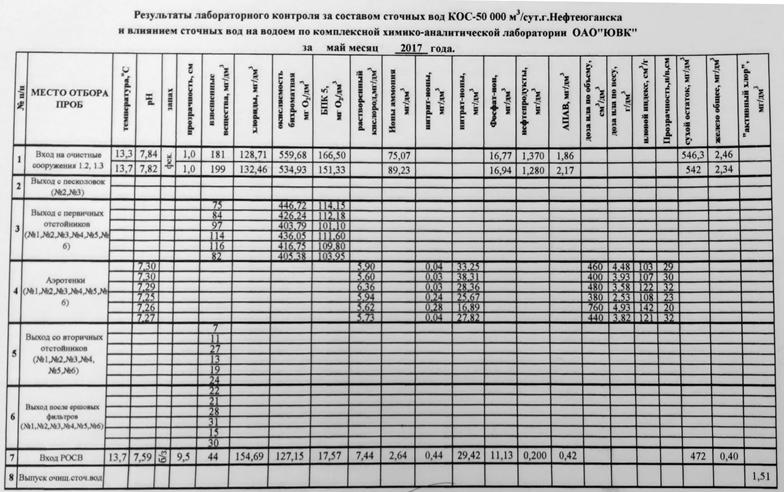 Результаты лабораторного контроля за составом сточных вод КОС-50 000 м³/сут.г.Нефтеюганска
и влиянием сточных вод на водоем по комплексной химико-аналитической лаборатории ОАО"ЮВК"
за май месяц 2017 года.
№ п/п | МЕСТО ОТБОРА ПРОБ | температура,°С | рН | запах | прозрачность, см | взвешенные вещества, мг/дм³ | хлориды, мг/дм³ | окисляемость бихроматная мг О₂/дм³ | БПК 5, мг О₂/дм³ | растворенный кислород,мг/дм³ | Ионы аммония мг/дм³ | нитрит-ионы, мг/дм³ | нитраты-ионы, мг/дм³ | Фосфат-ион, мг/дм³ | нефтепродукты, мг/дм³ | АПАВ, мг/дм³ | доза ила по объему, см³/дм³ | доза ила по весу, г/дм³ | иловой индекс, см³/г | Прозрачность,н/в,см | сухой остаток, мг/дм³ | железо общее, мг/дм³ | "активный хлор", мг/дм³
1 Вход на очистные сооружения 1.2, 1.3
13,3 7,84 фек. 1,0 181 128,71 559,68 166,50 75,07 16,77 1,370 1,86 546,3 2,46
13,7 7,82 1,0 199 132,46 534,93 151,33 89,23 16,94 1,280 2,17 542 2,34
2 Выход с песколовок (№2,№3)
3 Выход с первичных отстойников (№1,№2,№3,№4,№5,№6)
75 446,72 114,15
84 426,24 112,18
97 403,79 101,10
114 436,05 111,60
116 416,75 109,80
82 405,38 103,95
4 Аэротенки (№1,№2,№3,№4,№5,№6)
7,30 5,90 0,04 33,25 460 4,48 103 29
7,30 5,60 0,03 38,31 400 3,93 107 30
7,29 6,36 0,03 28,36 480 3,58 122 32
7,25 5,94 0,24 25,67 380 2,53 108 23
7,26 5,62 0,28 16,89 760 4,93 142 20
7,27 5,73 0,04 27,82 440 3,82 121 32
5 Выход со вторичных отстойников (№1,№2,№3,№4, №5,№6)
7
11
27
13
19
24
6 Выход после ершовых фильтров (№1,№2,№3,№4,№5,№6)
22
21
28
31
15
30
7 Вход РОСВ 13,7 7,59 б/з. 9,5 44 154,69 127,15 17,57 7,44 2,64 0,44 29,42 11,13 0,200 0,42 472 0,40
8 Выпуск очищ.сточ.вод 1,51